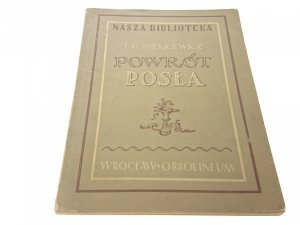 NASZA BIBLIOTEKA
J. U. NIEMCEWICZ
POWRÓT
POSŁA
WROCŁAW • OSSOLINEUM